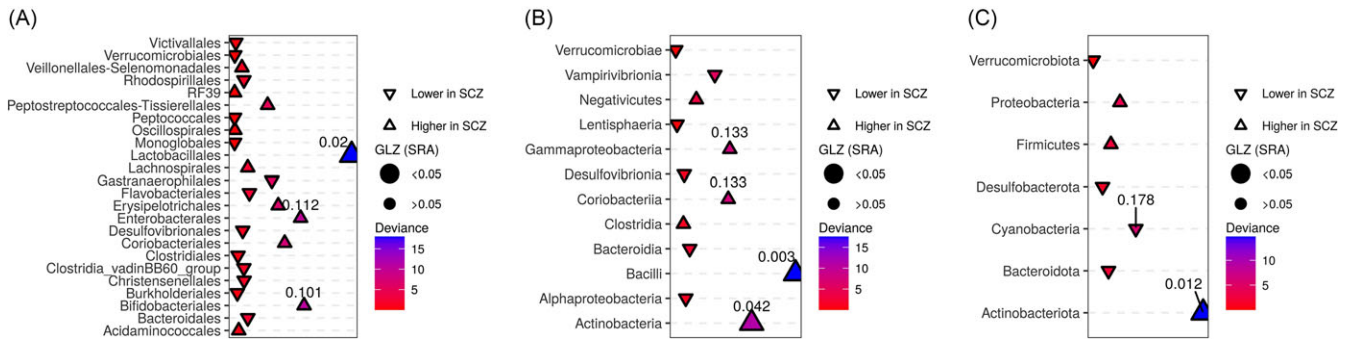 (A)
Victivallales
Verrucomicrobiales
Veillonellales-Selenomonadales
Rhodospirillales
RF39
Peptostreptococcales-Tissierellales
Peptococcales
Oscillospirales
Monoglobales
Lactobacillales
Lachnospirales
Gastranaerophilales
Flavobacteriales
Erysipelotrichales
Enterobacterales
Desulfovibrionales
Coriobacteriales
Clostridiales
Clostridia_vadinBB60_group
Christensenellales
Burkholderiales
Bifidobacteriales
Bacteroidales
Acidaminococcales
0.02
0.112
0.101
Lower in SCZ
Higher in SCZ
GLZ (SRA)
<0.05
>0.05
Deviance
15
10
5
(B)
Verrucomicrobiae
Vampirivibrionia
Negativicutes
Lentisphaeria
Gammaproteobacteria
Desulfovibrionia
Coriobacteriia
Clostridia
Bacteroidia
Bacilli
Alphaproteobacteria
Actinobacteria
0.133
0.133
0.003
0.042
Lower in SCZ
Higher in SCZ
GLZ (SRA)
<0.05
>0.05
Deviance
15
10
5
(C)
Verrucomicrobiota
Proteobacteria
Firmicutes
Desulfobacterota
Cyanobacteria
Bacteroidota
Actinobacteriota
0.178
0.012
Lower in SCZ
Higher in SCZ
GLZ (SRA)
<0.05
>0.05
Deviance
10
5